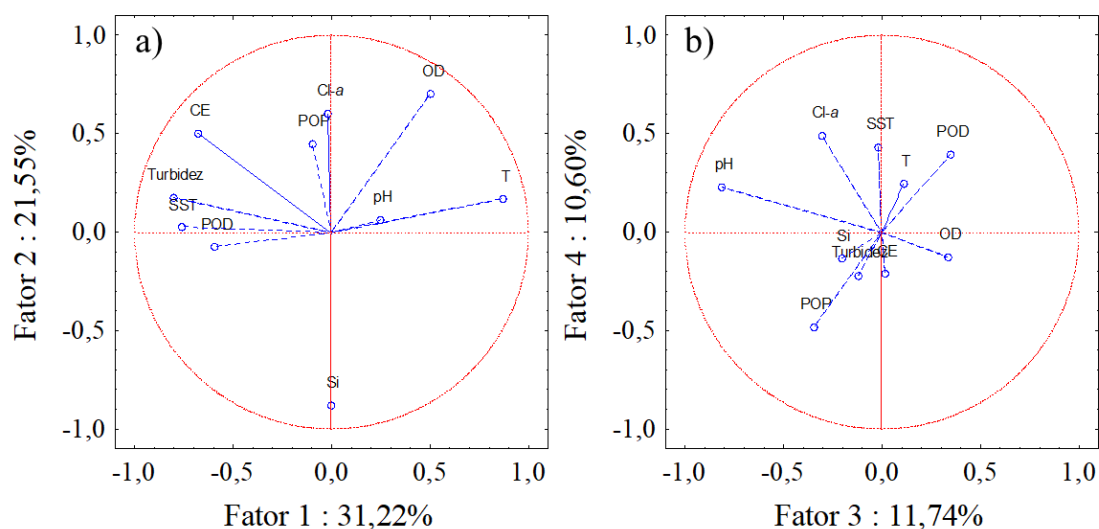 a)
1,0
0,5
0,0
-0,5
-1,0
Fator 2 : 21,55%
OD
Cl-a
CE
POP
Turbidez
T
SST
pH
POD
Si
-1,0 -0,5 0,0 0,5 1,0
Fator 1 : 31,22%
b)
1,0
0,5
0,0
-0,5
-1,0
Fator 4 : 10,60%
Cl-a
SST
POD
pH
T
Si
OD
Turbidez
CE
POP
-1,0 -0,5 0,0 0,5 1,0
Fator 3 : 11,74%